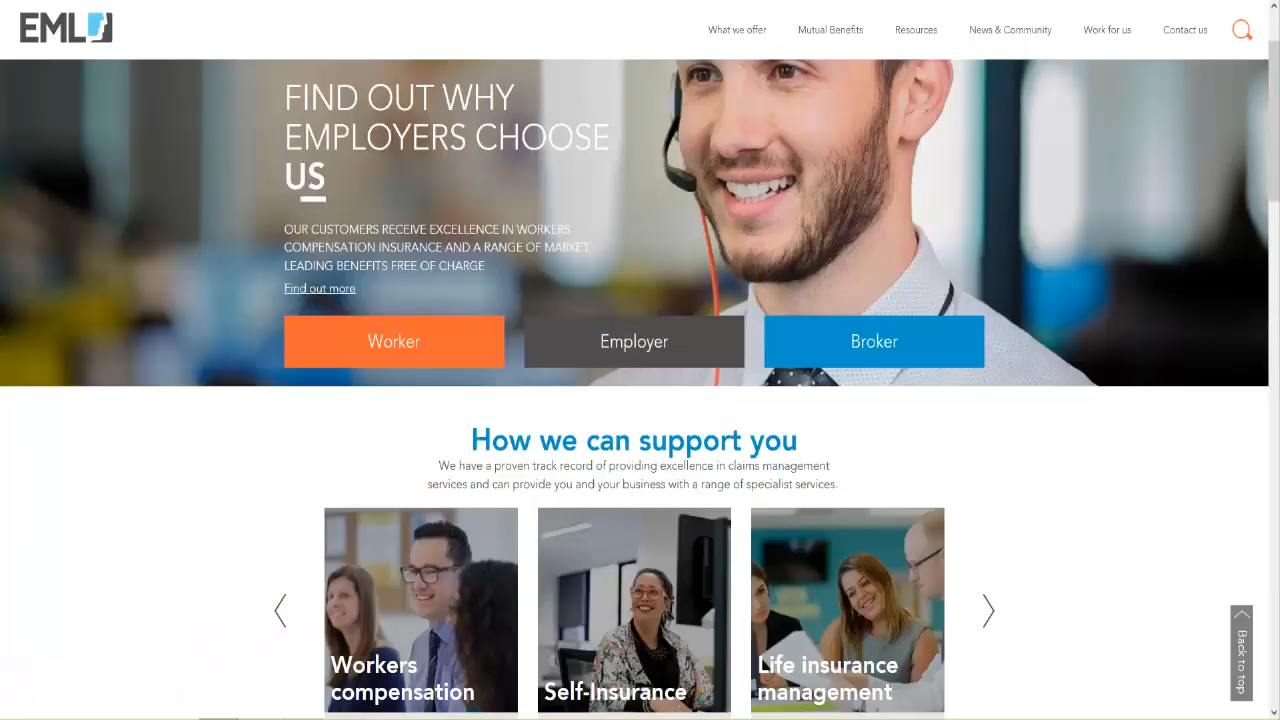 EML
What we offer
Mutual Benefits
Resources
News & Community
Work for us
Contact us
FIND OUT WHY
EMPLOYERS CHOOSE
US
OUR CUSTOMERS RECEIVE EXCELLENCE IN WORKERS
COMPENSATION INSURANCE AND A RANGE OF MARKET
LEADING BENEFITS FREE OF CHARGE
Find out more
Worker
Employer
Broker
How we can support you
We have a proven track record of providing excellence in claims management
services and can provide you and your business with a range of specialist services.
Workers
compensation
Self-Insurance
Life insurance
management
Back to top